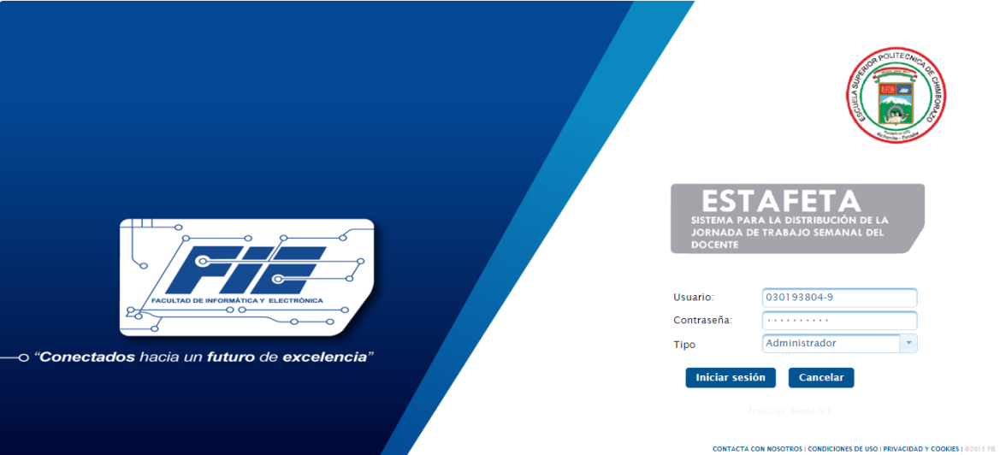 ESCUELA SUPERIOR POLITECNICA DE CHIMBORAZO
Riobamba - Ecuador
ESTAFETA
SISTEMA PARA LA DISTRIBUCIÓN DE LA
JORNADA DE TRABAJO SEMANAL DEL
DOCENTE
FIE
FACULTAD DE INFORMÁTICA Y ELECTRÓNICA
"Conectados hacia un futuro de excelencia"
Usuario: 030193804-9
Contraseña: ..........
Tipo Administrador
Iniciar sesión Cancelar
Iniciar sesión
CONTACTA CON NOSOTROS | CONDICIONES DE USO | PRIVACIDAD Y COOKIES | ©2015 FIE